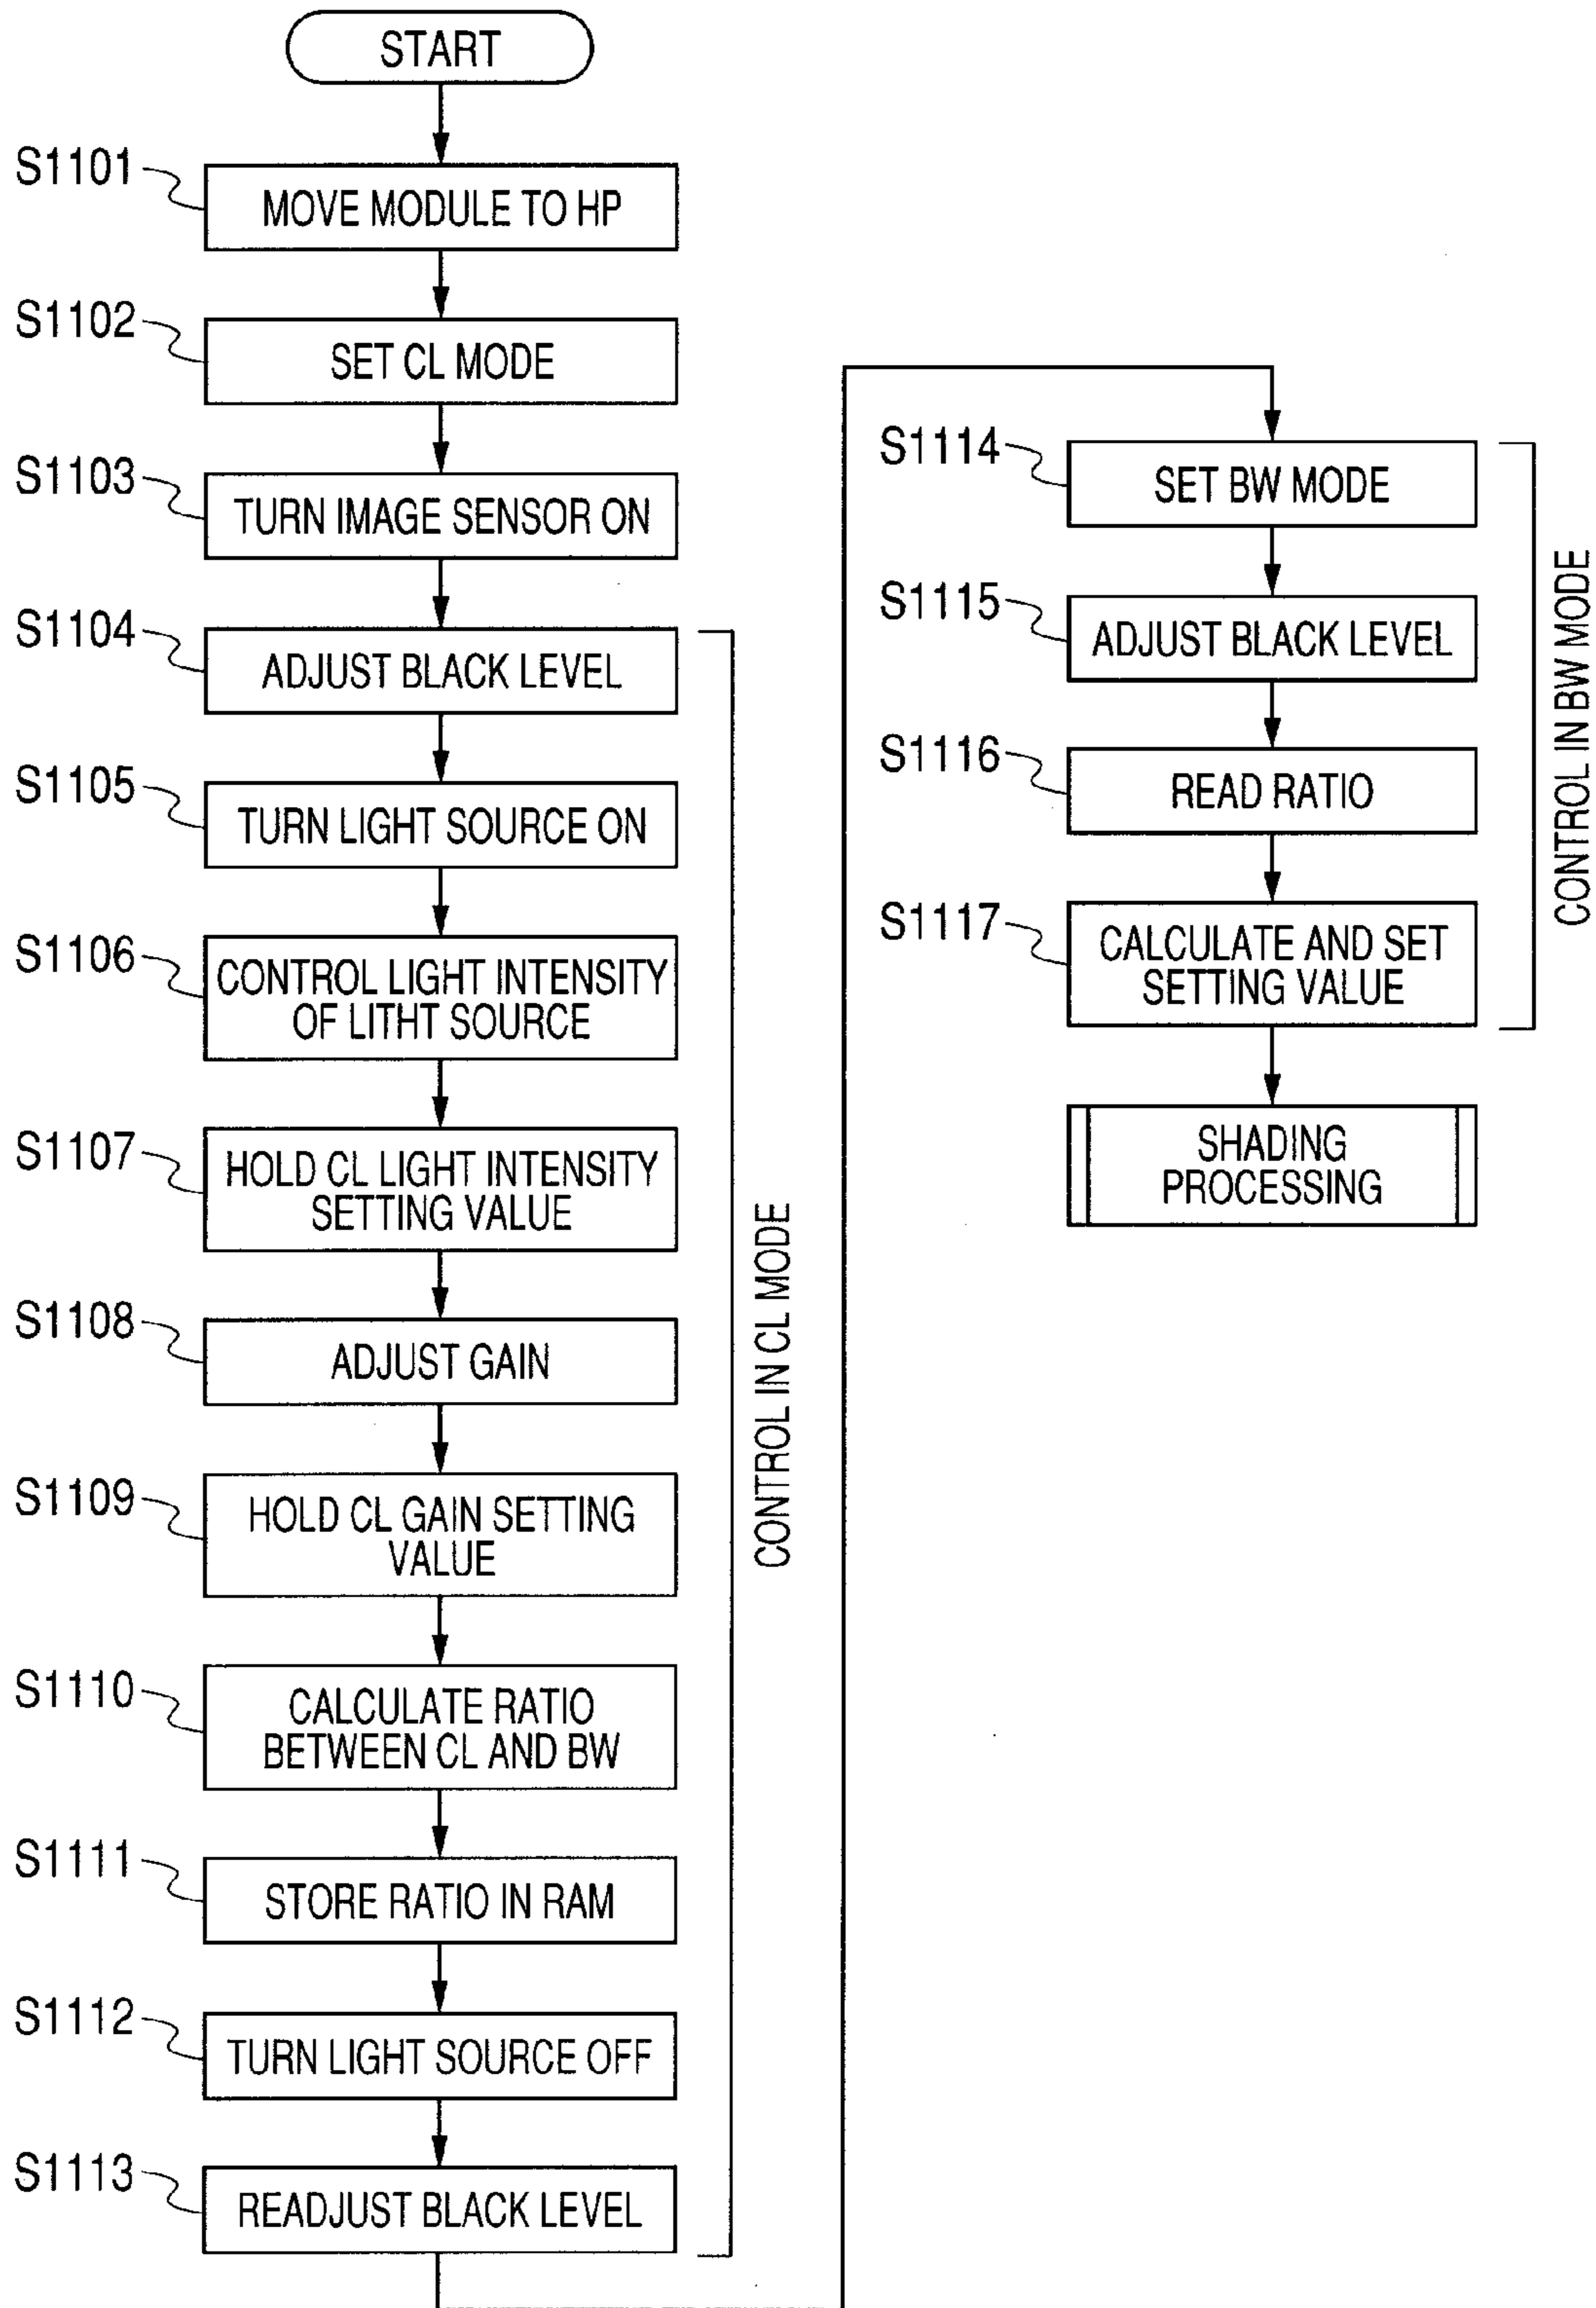 START
S1101
MOVE MODULE TO HP
S1102
SET CL MODE
S1103
TURN IMAGE SENSOR ON
S1104
ADJUST BLACK LEVEL
S1105
TURN LIGHT SOURCE ON
S1106
CONTROL LIGHT INTENSITY
OF LITHT SOURCE
S1107
HOLD CL LIGHT INTENSITY
SETTING VALUE
S1108
ADJUST GAIN
S1109
HOLD CL GAIN SETTING
VALUE
S1110
CALCULATE RATIO
BETWEEN CL AND BW
S1111
STORE RATIO IN RAM
S1112
TURN LIGHT SOURCE OFF
S1113
READJUST BLACK LEVEL
CONTROL IN CL MODE
S1114
SET BW MODE
S1115
ADJUST BLACK LEVEL
S1116
READ RATIO
S1117
CALCULATE AND SET
SETTING VALUE
CONTROL IN BW MODE
SHADING
PROCESSING